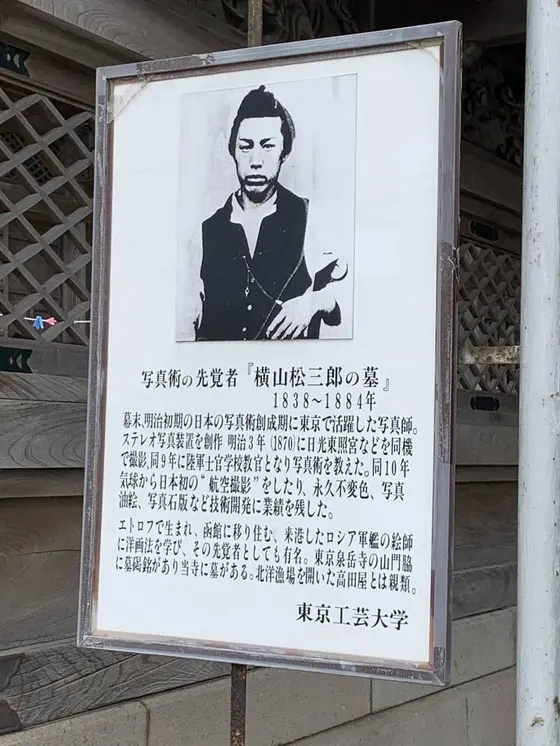 写真術の先覚者『横山松三郎の墓』
1838〜1884年
幕末、明治初期の日本の写真術創成期に東京で活躍した写真師。
ステレオ写真装置を創作 明治3年(1870)に日光東照宮などを同機
で撮影、同9年に陸軍士官学校教官となり写真術を教えた。同10年
気球から日本初の“航空撮影”をしたり、永久不変色、写真
油絵、写真石版など技術開発に業績を残した。
エトロフで生まれ、函館に移り住む、来港したロシア軍艦の絵師
に洋画法を学び、その先覚者としても有名。東京泉岳寺の山門脇
に墓碣銘があり当寺に墓がある。北洋漁場を開いた高田屋とは親類。
東京工芸大学